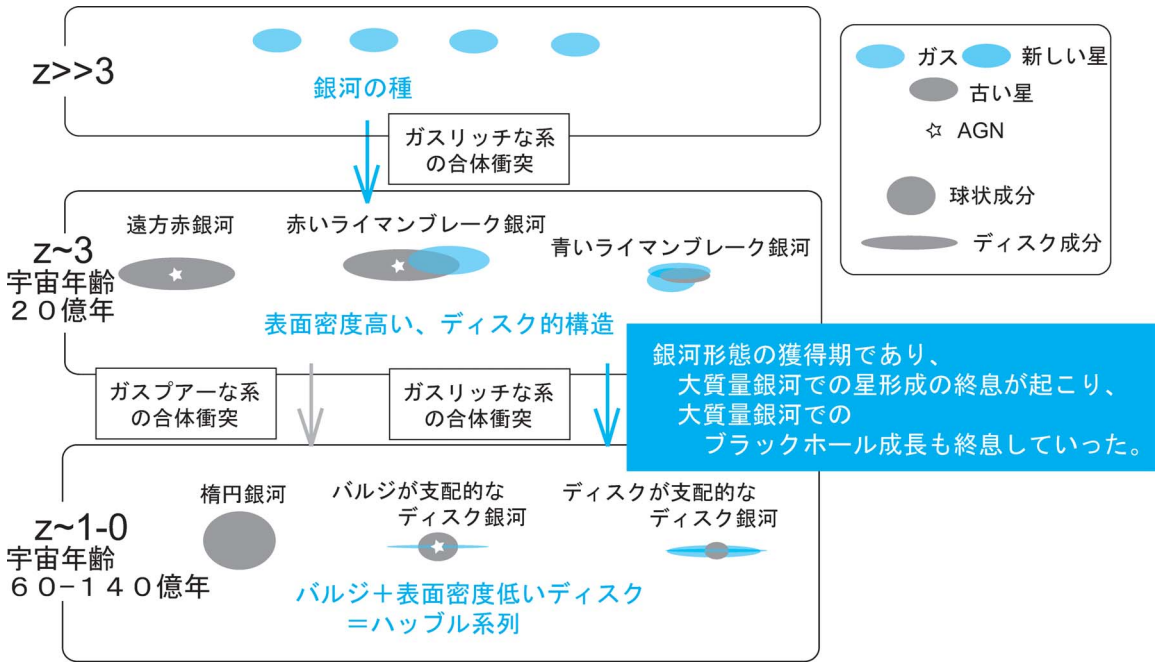 z>>3
銀河の種
ガスリッチな系
の合体衝突
ガス
新しい星
古い星
AGN
球状成分
ディスク成分
z~3
宇宙年齢
２０億年
遠方赤銀河
赤いライマンブレーク銀河
青いライマンブレーク銀河
表面密度高い、ディスク的構造
ガスプアーな系
の合体衝突
ガスリッチな系
の合体衝突
銀河形態の獲得期であり、
大質量銀河での星形成の終息が起こり、
大質量銀河での
ブラックホール成長も終息していった。
z~1-0
宇宙年齢
６０−１４０億年
楕円銀河
バルジが支配的な
ディスク銀河
ディスクが支配的な
ディスク銀河
バルジ＋表面密度低いディスク
＝ハッブル系列